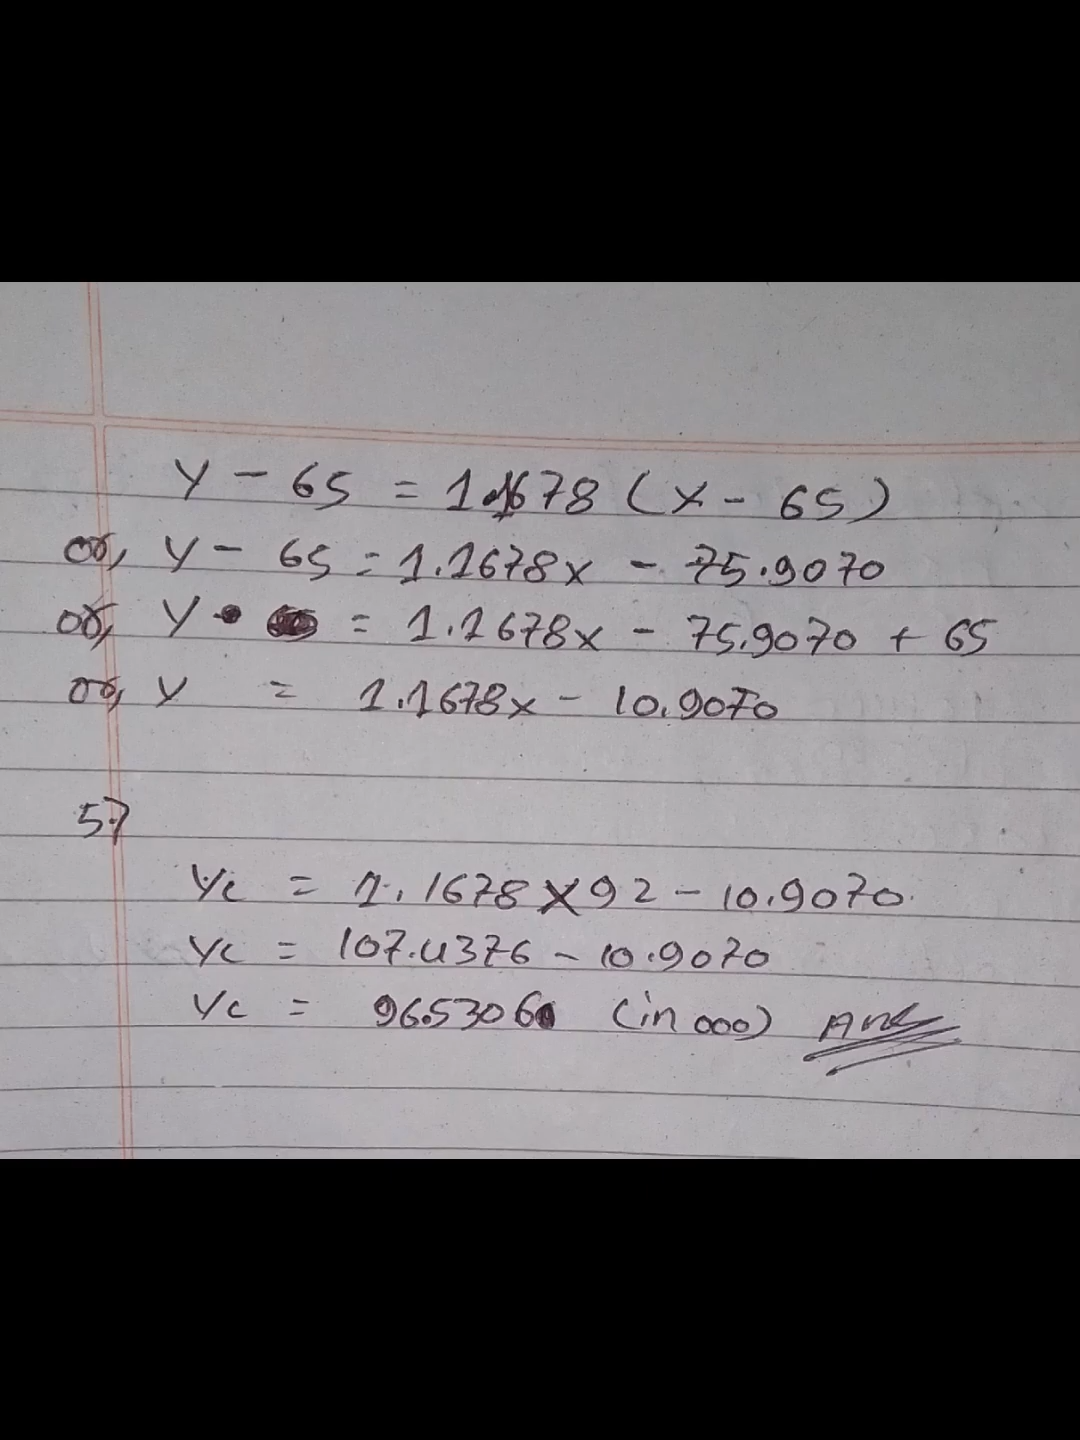 Y - 65 = 1.1678 (X - 65)
or, Y - 65 = 1.1678x - 75.9070
or, Y = 1.1678x - 75.9070 + 65
or, Y = 1.1678x - 10.9070
5.7
Yc = 1.1678 X 92 - 10.9070
Yc = 107.4376 - 10.9070
Yc = 96.5306 (in 000) Ans